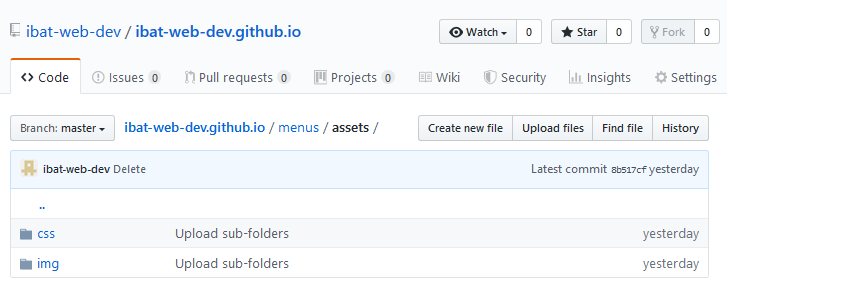 ibat-web-dev / ibat-web-dev.github.io Watch 0 Star 0 Fork 0
Code Issues 0 Pull requests 0 Projects 0 Wiki Security Insights Settings
Branch: master ibat-web-dev.github.io / menus / assets / Create new file Upload files Find file History
ibat-web-dev Delete Latest commit 8b517cf yesterday
..
css Upload sub-folders yesterday
img Upload sub-folders yesterday